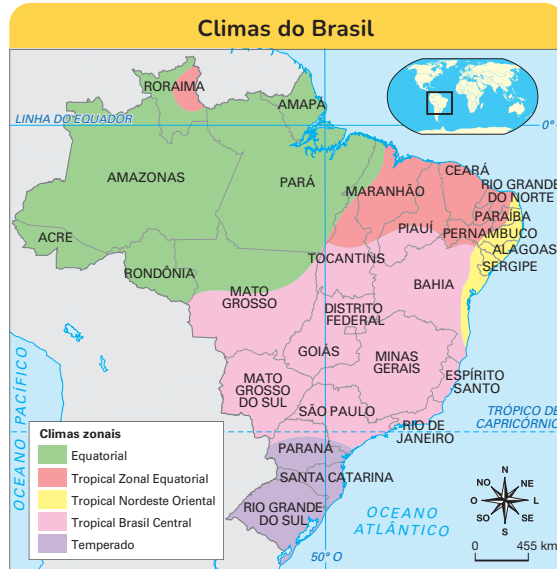 Climas do Brasil
RORAIMA
AMAPÁ
LINHA DO EQUADOR
0°
AMAZONAS
PARÁ
MARANHÃO
CEARÁ
RIO GRANDE
DO NORTE
PARAÍBA
PIAUÍ
PERNAMBUCO
ALAGOAS
SERGIPE
ACRE
RONDÔNIA
TOCANTINS
MATO
GROSSO
BAHIA
DISTRITO
FEDERAL
GOIÁS
MINAS
GERAIS
MATO
GROSSO
DO SUL
ESPÍRITO
SANTO
SÃO PAULO
RIO DE
JANEIRO
TRÓPICO DE
CAPRICÓRNIO
OCEANO PACÍFICO
PARANÁ
SANTA CATARINA
RIO GRANDE
DO SUL
OCEANO
ATLÂNTICO
50° O
Climas zonais
Equatorial
Tropical Zonal Equatorial
Tropical Nordeste Oriental
Tropical Brasil Central
Temperado
N
NO
NE
O
L
SO
SE
S
0
455 km